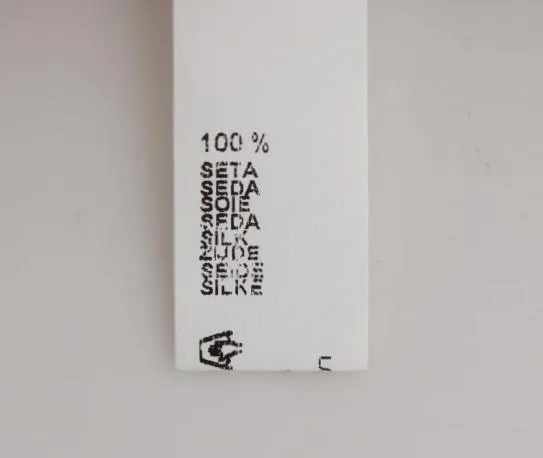 100 %
SETA
SEDA
SOIE
SEDA
SILK
ZIJDE
SEIDE
SILKE